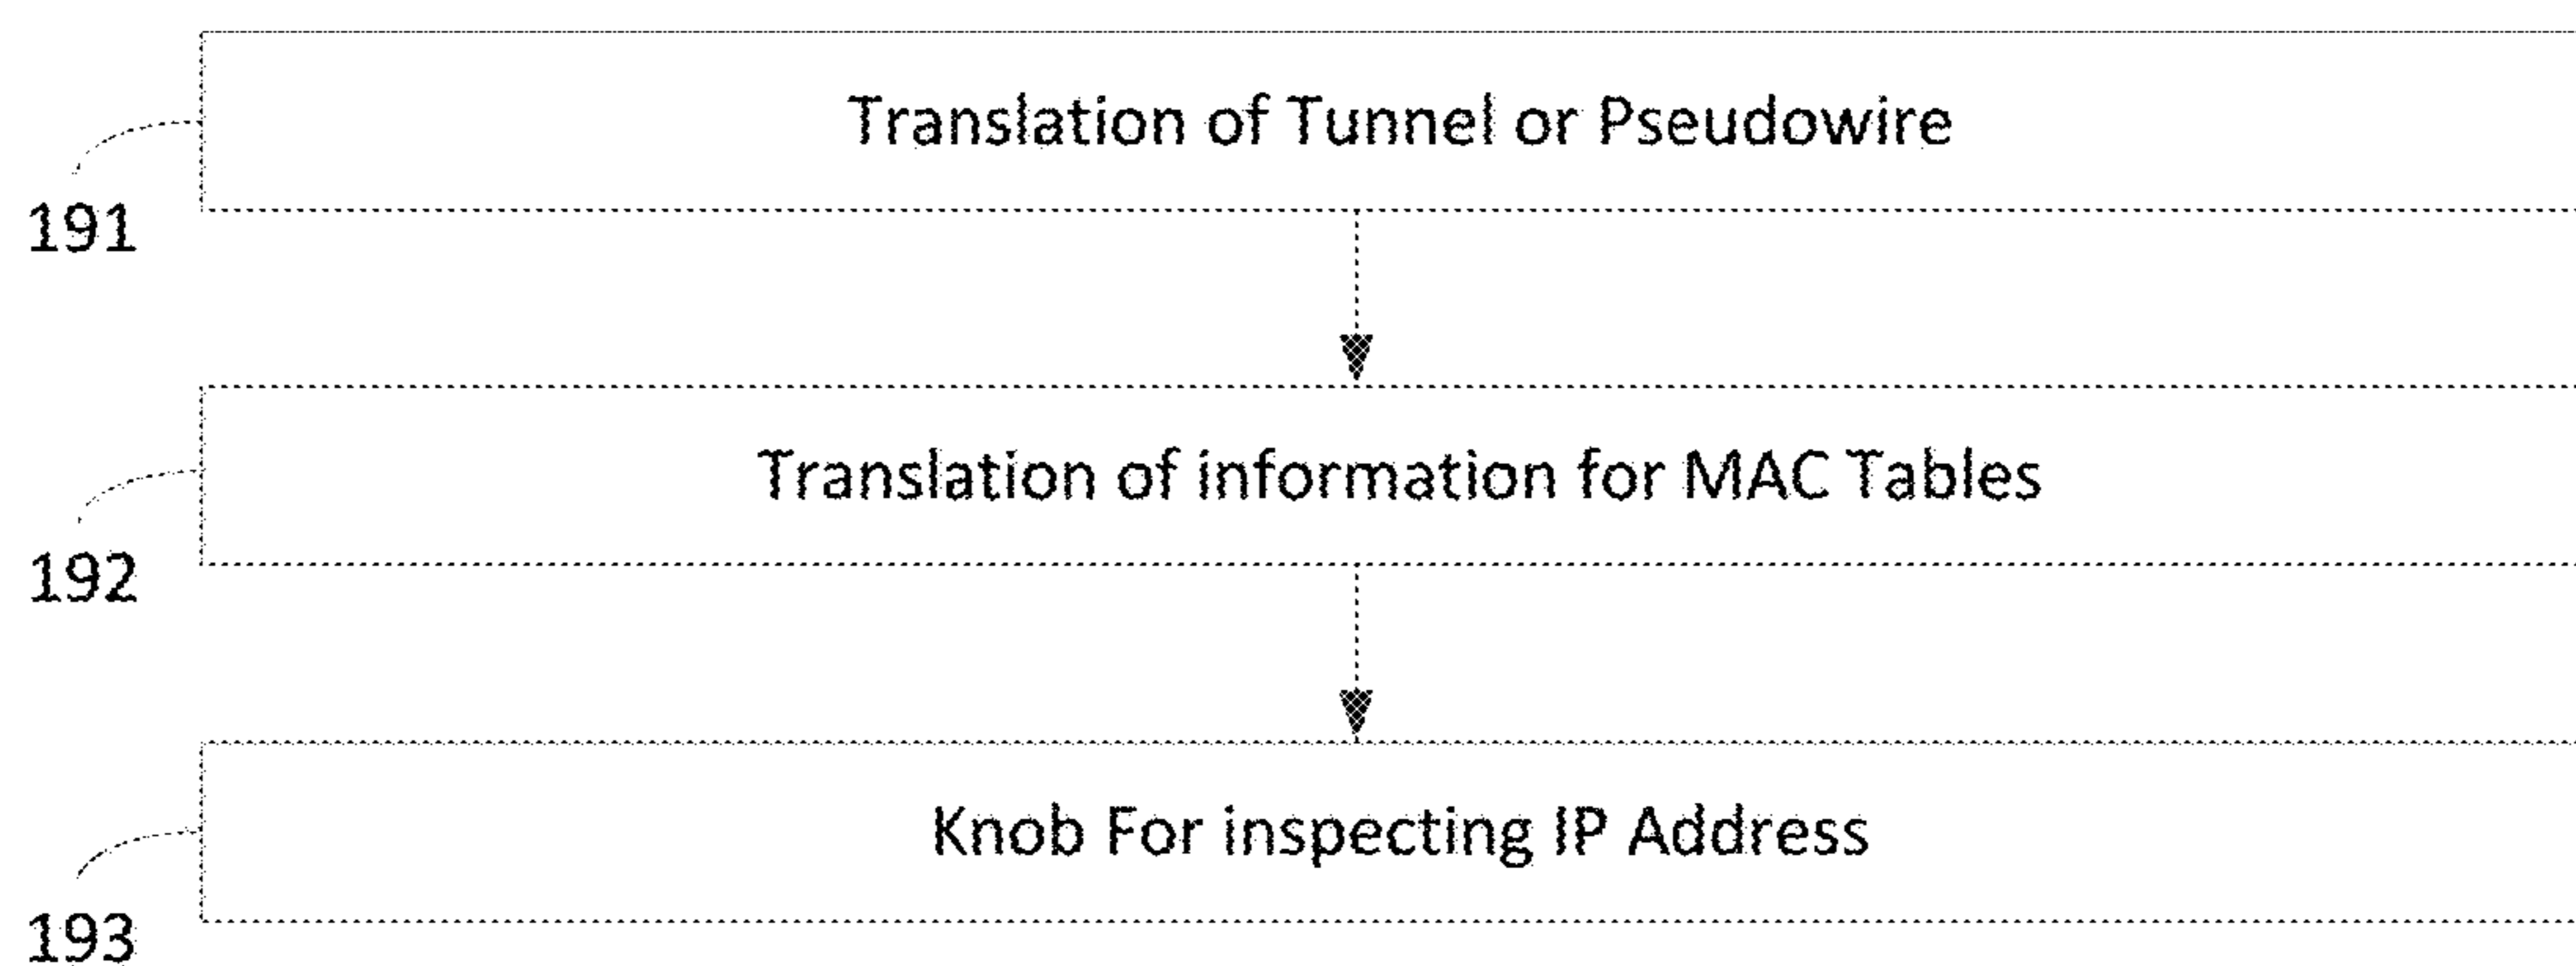 Translation of Tunnel or Pseudowire
191
Translation of information for MAC Tables
192
Knob For inspecting IP Address
193